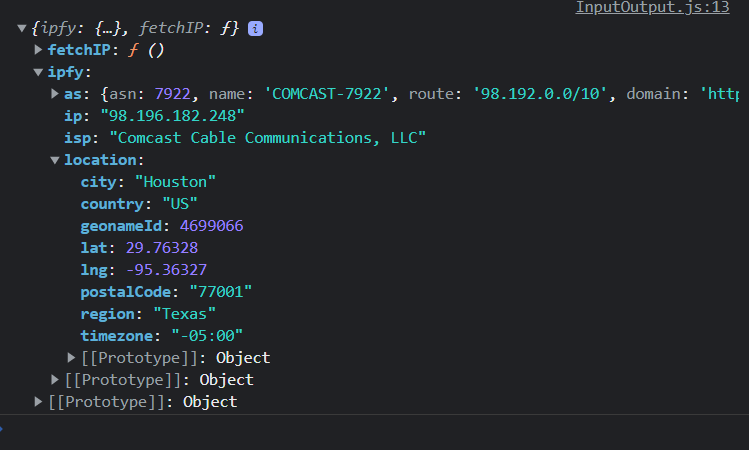 InputOutput.js:13
▼{ipfy: {…}, fetchIP: ƒ} i
▶fetchIP: ƒ ()
▼ipfy:
▶as: {asn: 7922, name: 'COMCAST-7922', route: '98.192.0.0/10', domain: 'http
ip: "98.196.182.248"
isp: "Comcast Cable Communications, LLC"
▼location:
city: "Houston"
country: "US"
geonameId: 4699066
lat: 29.76328
lng: -95.36327
postalCode: "77001"
region: "Texas"
timezone: "-05:00"
▶[[Prototype]]: Object
▶[[Prototype]]: Object
▶[[Prototype]]: Object